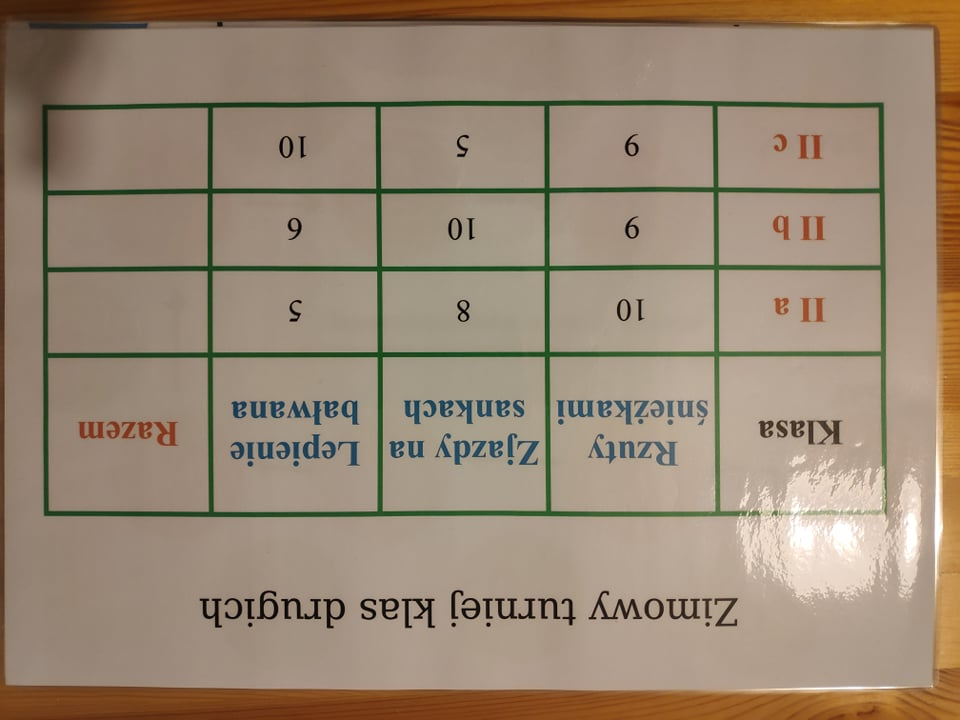 Zimowy turniej klas drugich
Klasa Rzuty śnieżkami Zjazdy na sankach Lepienie bałwana Razem
II a 10 8 5
II b 6 10 9
II c 6 5 10